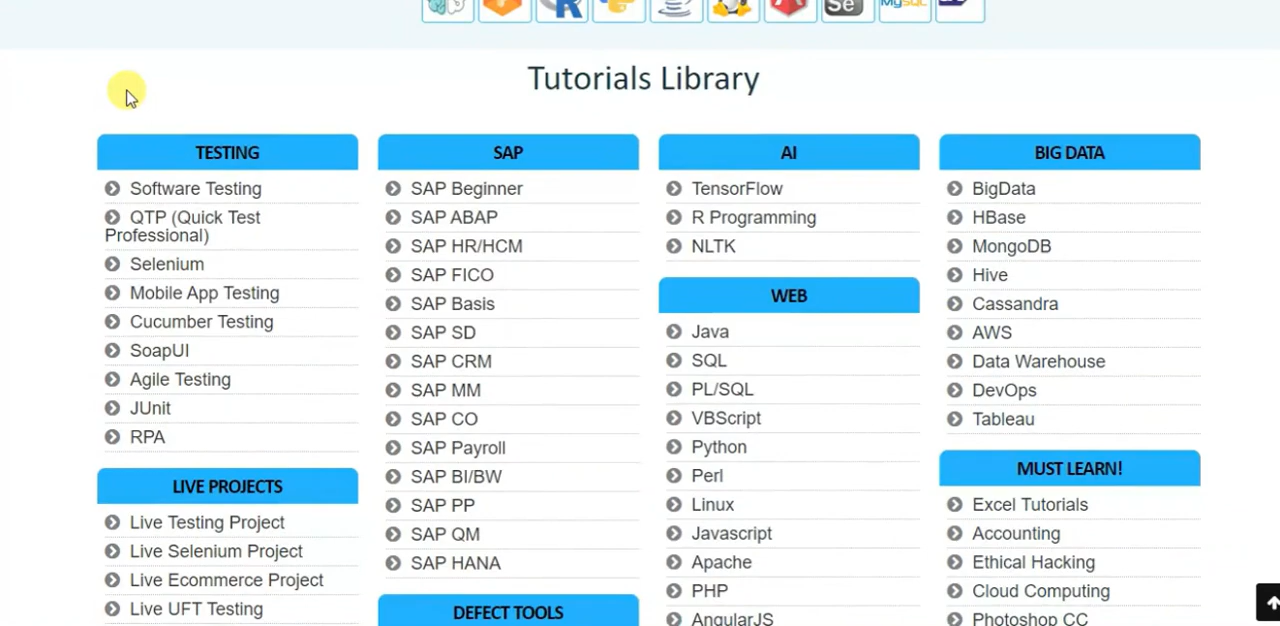 R
Se
MySQL
Tutorials Library
TESTING
Software Testing
QTP (Quick Test
Professional)
Selenium
Mobile App Testing
Cucumber Testing
SoapUI
Agile Testing
JUnit
RPA
LIVE PROJECTS
Live Testing Project
Live Selenium Project
Live Ecommerce Project
Live UFT Testing
SAP
SAP Beginner
SAP ABAP
SAP HR/HCM
SAP FICO
SAP Basis
SAP SD
SAP CRM
SAP MM
SAP CO
SAP Payroll
SAP BI/BW
SAP PP
SAP QM
SAP HANA
DEFECT TOOLS
AI
TensorFlow
R Programming
NLTK
WEB
Java
SQL
PL/SQL
VBScript
Python
Perl
Linux
Javascript
Apache
PHP
AngularJS
BIG DATA
BigData
HBase
MongoDB
Hive
Cassandra
AWS
Data Warehouse
DevOps
Tableau
MUST LEARN!
Excel Tutorials
Accounting
Ethical Hacking
Cloud Computing
Photoshop CC